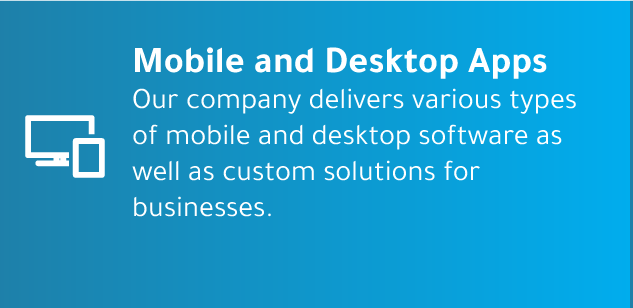 Mobile and Desktop Apps
Our company delivers various types
of mobile and desktop software as
well as custom solutions for
businesses.